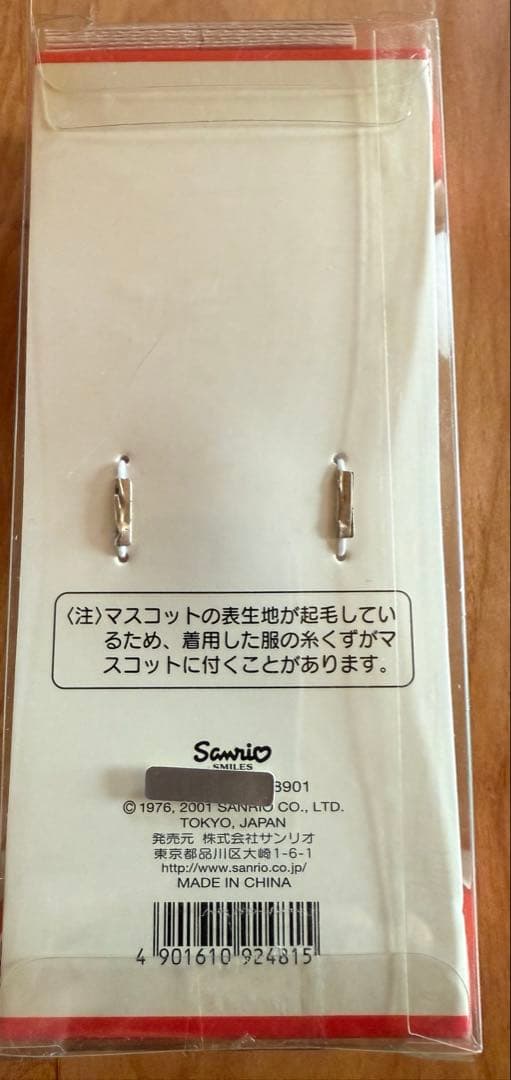 〈注〉マスコットの表生地が起毛してい
るため、着用した服の糸くずがマ
スコットに付くことがあります。
Sanrio
SMILES
8901
© 1976, 2001 SANRIO CO., LTD.
TOKYO, JAPAN
発売元 株式会社サンリオ
東京都品川区大崎1-6-1
http://www.sanrio.co.jp/
MADE IN CHINA
4 901610 924815